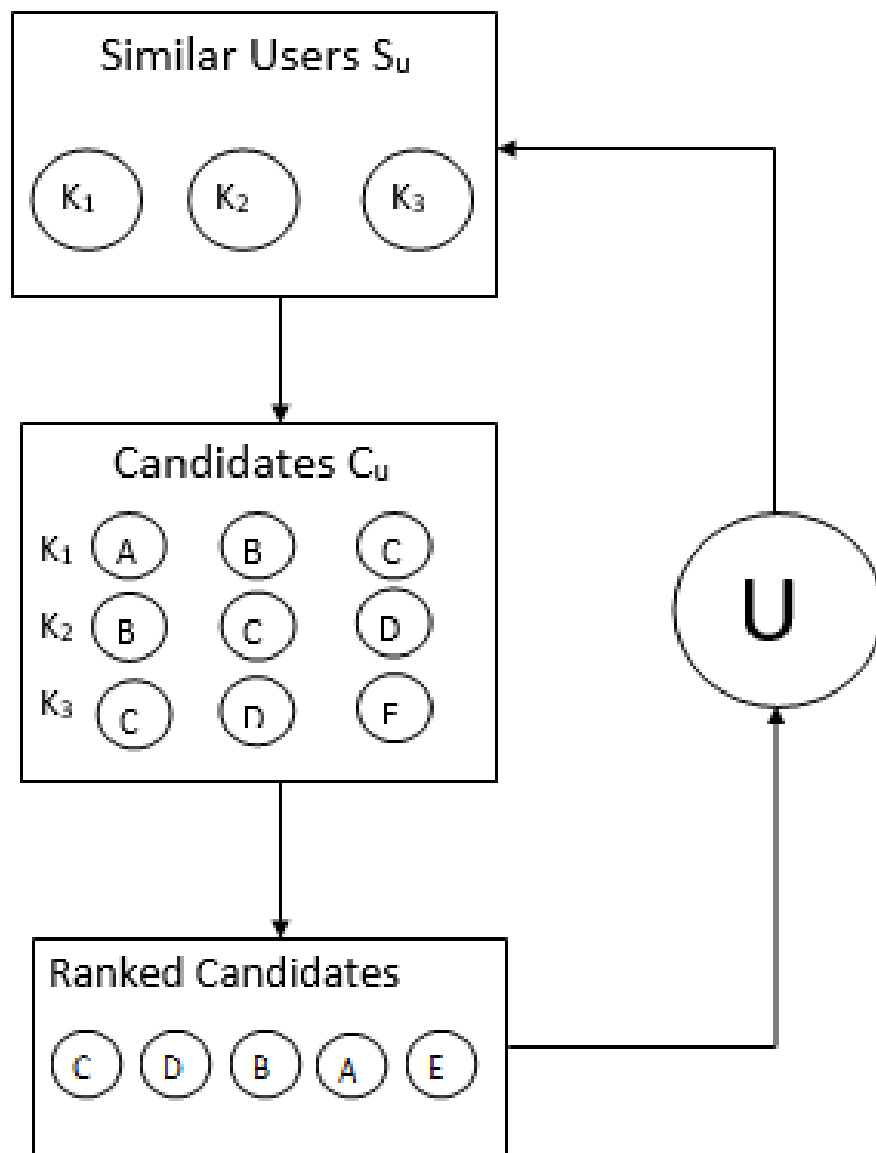 Similar Users Sᵤ
K₁ K₂ K₃
Candidates Cᵤ
K₁ A B C
K₂ B C D
K₃ C D
U
Ranked Candidates
C D B A E